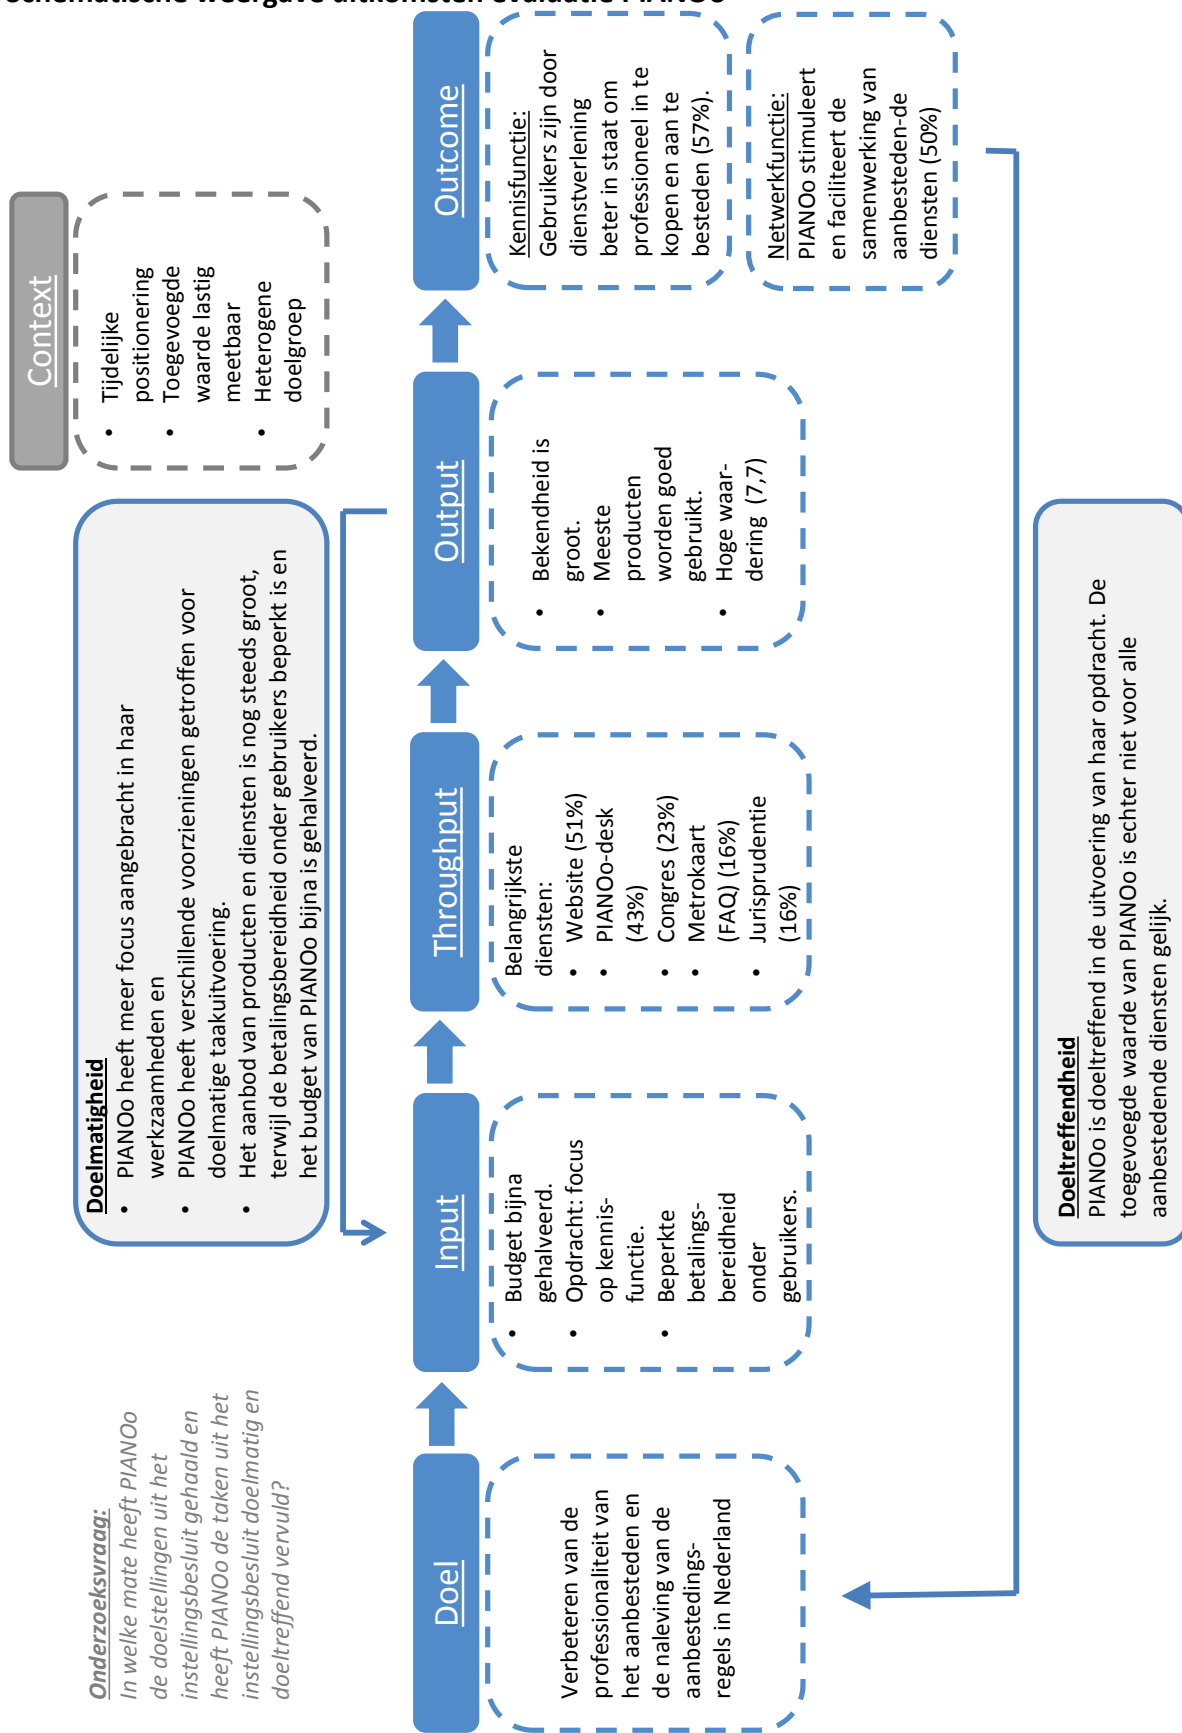 Schematische weergave uitkomsten evaluatie PIANOo
Onderzoeksvraag:
In welke mate heeft PIANOo
de doelstellingen uit het
instellingsbesluit gehaald en
heeft PIANOo de taken uit het
instellingsbesluit doelmatig en
doeltreffend vervuld?
Doelmatigheid
• PIANOo heeft meer focus aangebracht in haar
werkzaamheden en
• PIANOo heeft verschillende voorzieningen getroffen voor
doelmatige taakuitvoering.
• Het aanbod van producten en diensten is nog steeds groot,
terwijl de betalingsbereidheid onder gebruikers beperkt is en
het budget van PIANOo bijna is gehalveerd.
Context
• Tijdelijke
positionering
• Toegevoegde
waarde lastig
meetbaar
• Heterogene
doelgroep
Doel
Verbeteren van de
professionaliteit van
het aanbesteden en
de naleving van de
aanbestedings-
regels in Nederland
Input
• Budget bijna
gehalveerd.
• Opdracht: focus
op kennis-
functie.
• Beperkte
betalings-
bereidheid
onder
gebruikers.
Throughput
Belangrijkste
diensten:
• Website (51%)
• PIANOo-desk
(43%)
• Congres (23%)
• Metrokaart
(FAQ) (16%)
• Jurisprudentie
(16%)
Output
• Bekendheid is
groot.
• Meeste
producten
worden goed
gebruikt.
• Hoge waar-
dering (7,7)
Outcome
Kennisfunctie:
Gebruikers zijn door
dienstverlening
beter in staat om
professioneel in te
kopen en aan te
besteden (57%).
Netwerkfunctie:
PIANOo stimuleert
en faciliteert de
samenwerking van
aanbesteden-de
diensten (50%)
Doeltreffendheid
PIANOo is doeltreffend in de uitvoering van haar opdracht. De
toegevoegde waarde van PIANOo is echter niet voor alle
aanbestedende diensten gelijk.